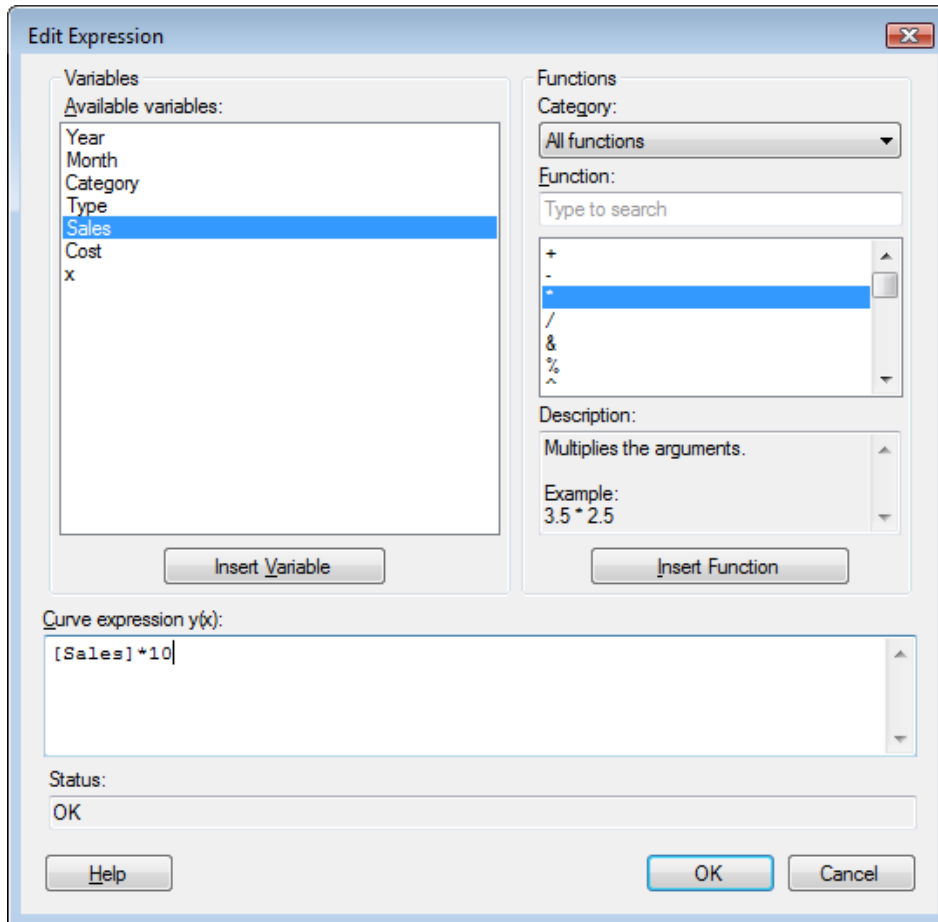 Edit Expression
Variables
Available variables:
Year
Month
Category
Type
Sales
Cost
x
Insert Variable
Functions
Category:
All functions
Function:
Type to search
+
-
*
/
&
%
^
Description:
Multiplies the arguments.
Example:
3.5 * 2.5
Insert Function
Curve expression y(x):
[Sales]*10
Status:
OK
Help
OK
Cancel